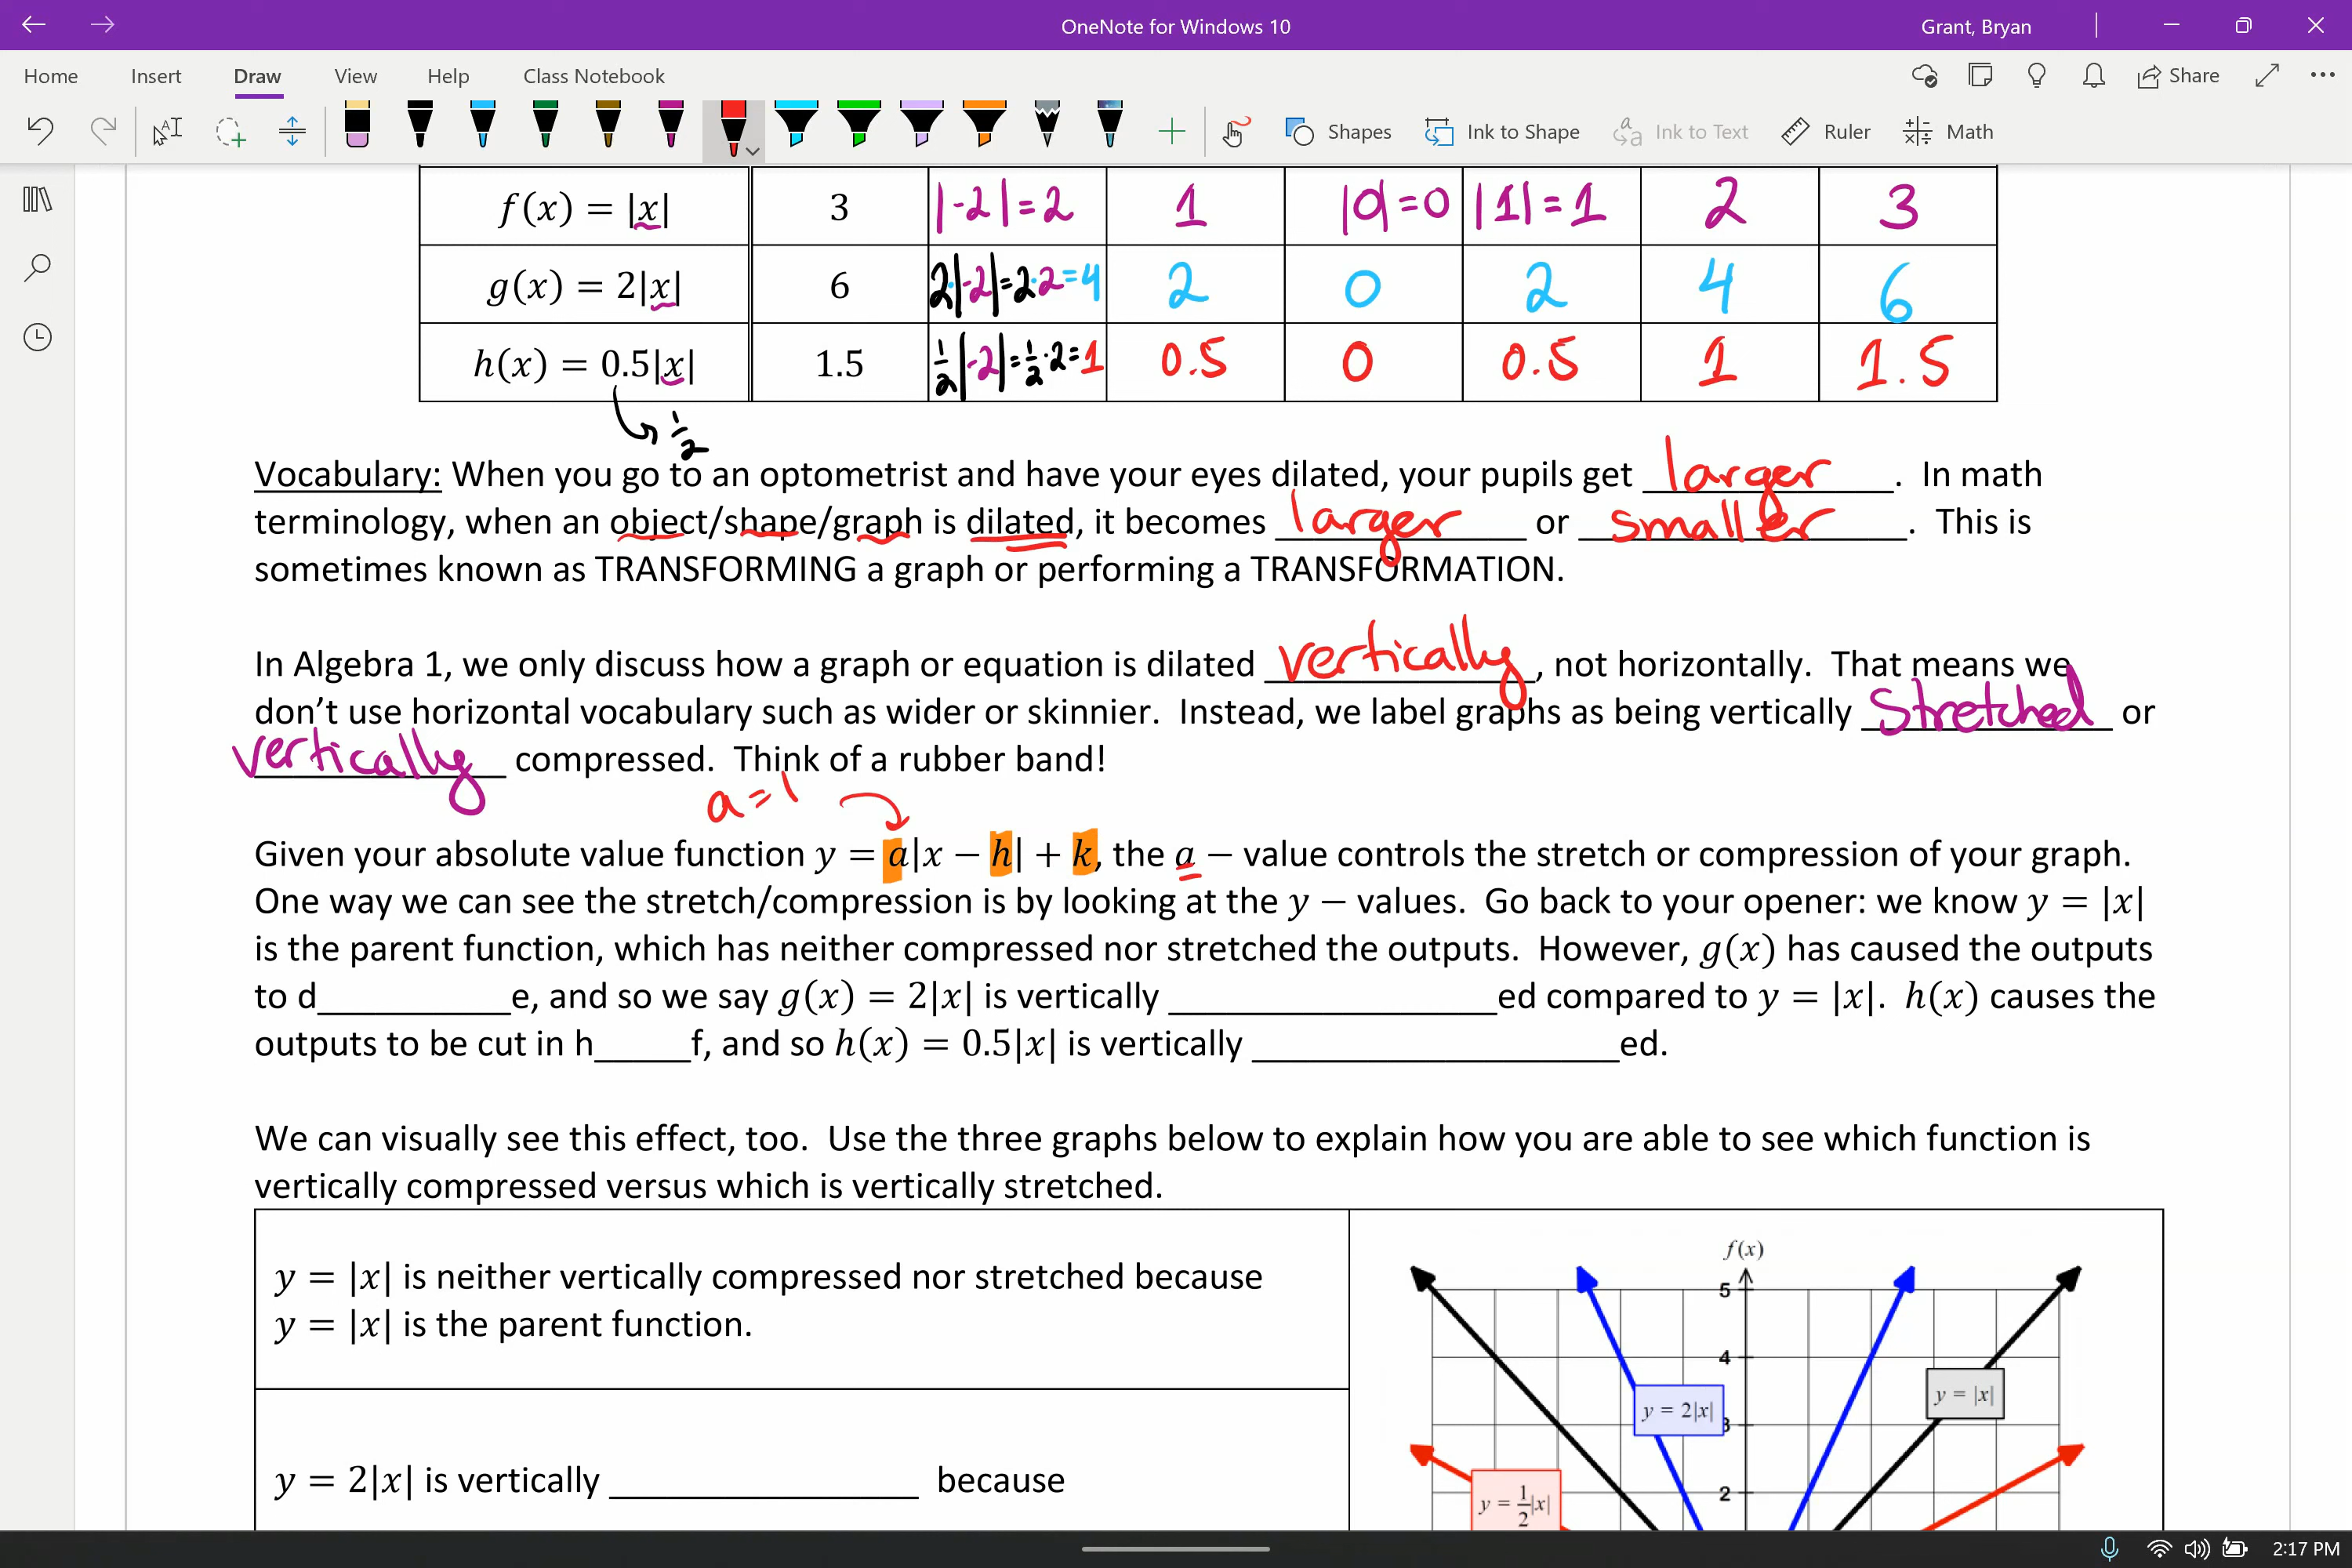 OneNote for Windows 10
Grant, Bryan
Home Insert Draw View Help Class Notebook
Share
Shapes Ink to Shape Ink to Text Ruler Math
f(x) = |x| 3 |-2|=2 1 |0|=0 |1|=1 2 3
g(x) = 2|x| 6 2·|-2|=2·2=4 2 0 2 4 6
h(x) = 0.5|x| 1.5 1/2|-2|=1/2·2=1 0.5 0 0.5 1 1.5
1/2
Vocabulary: When you go to an optometrist and have your eyes dilated, your pupils get larger. In math
terminology, when an object/shape/graph is dilated, it becomes larger or smaller. This is
sometimes known as TRANSFORMING a graph or performing a TRANSFORMATION.
In Algebra 1, we only discuss how a graph or equation is dilated vertically, not horizontally. That means we
don't use horizontal vocabulary such as wider or skinnier. Instead, we label graphs as being vertically stretched or
vertically compressed. Think of a rubber band!
a=1
Given your absolute value function y = a|x − h| + k, the a − value controls the stretch or compression of your graph.
One way we can see the stretch/compression is by looking at the y − values. Go back to your opener: we know y = |x|
is the parent function, which has neither compressed nor stretched the outputs. However, g(x) has caused the outputs
to d__________e, and so we say g(x) = 2|x| is vertically _________________ed compared to y = |x|. h(x) causes the
outputs to be cut in h_____f, and so h(x) = 0.5|x| is vertically ___________________ed.
We can visually see this effect, too. Use the three graphs below to explain how you are able to see which function is
vertically compressed versus which is vertically stretched.
y = |x| is neither vertically compressed nor stretched because
y = |x| is the parent function.
y = 2|x| is vertically ________________ because
f(x)
5
4
3
2
y = 2|x|
y = |x|
y = 1/2|x|
2:17 PM